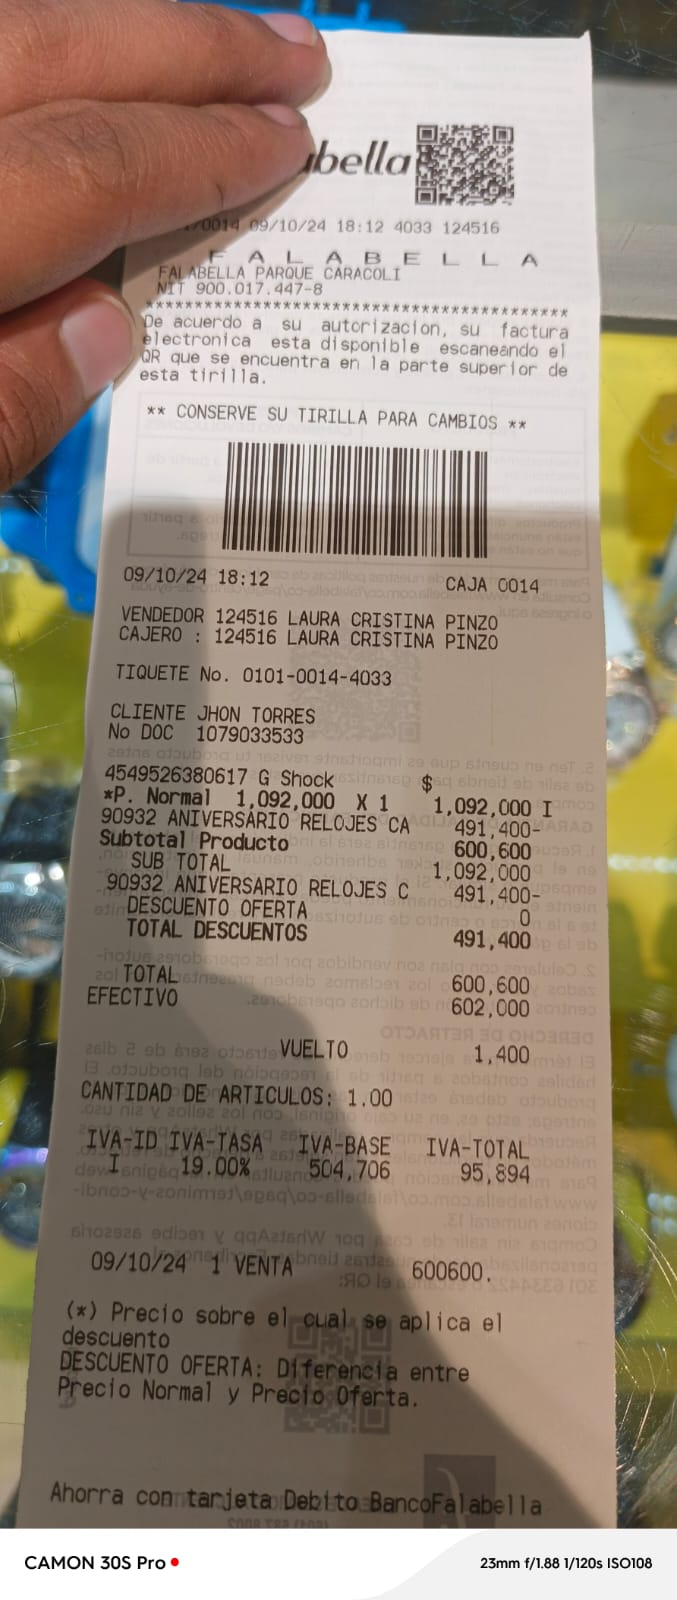 abella
0014 09/10/24 18:12 4033 124516
F A L A B E L L A
FALABELLA PARQUE CARACOLI
NIT 900.017.447-8
****************************************
De acuerdo a su autorizacion, su factura
electronica esta disponible escaneando el
QR que se encuentra en la parte superior de
esta tirilla.
** CONSERVE SU TIRILLA PARA CAMBIOS **
09/10/24 18:12 CAJA 0014
VENDEDOR 124516 LAURA CRISTINA PINZO
CAJERO : 124516 LAURA CRISTINA PINZO
TIQUETE No. 0101-0014-4033
CLIENTE JHON TORRES
No DOC 1079033533
4549526380617 G Shock $
*P. Normal 1,092,000 X 1 1,092,000 I
90932 ANIVERSARIO RELOJES CA 491,400-
Subtotal Producto 600,600
SUB TOTAL 1,092,000
90932 ANIVERSARIO RELOJES C 491,400-
DESCUENTO OFERTA 0
TOTAL DESCUENTOS 491,400
TOTAL 600,600
EFECTIVO 602,000
VUELTO 1,400
CANTIDAD DE ARTICULOS: 1.00
IVA-ID IVA-TASA IVA-BASE IVA-TOTAL
I 19.00% 504,706 95,894
09/10/24 1 VENTA 600600.
(*) Precio sobre el cual se aplica el
descuento
DESCUENTO OFERTA: Diferencia entre
Precio Normal y Precio Oferta.
Ahorra con tarjeta Debito BancoFalabella
CAMON 30S Pro
23mm f/1.88 1/120s ISO108